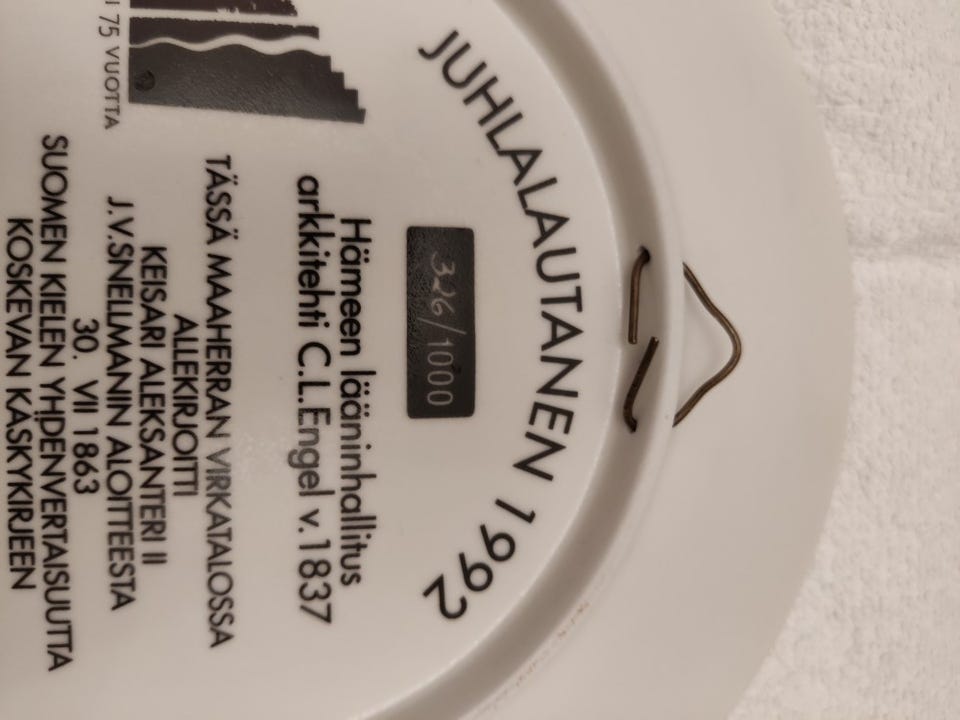 JUHLALAUTANEN 1992
326/1000
Hämeen lääninhallitus
arkkitehti C.L.Engel v.1837
TÄSSÄ MAAHERRAN VIRKATALOSSA
ALLEKIRJOITTI
KEISARI ALEKSANTERI II
J.V.SNELLMANIN ALOITTEESTA
30. VII 1863
SUOMEN KIELEN YHDENVERTAISUUTTA
KOSKEVAN KÄSKYKIRJEEN
75 VUOTTA